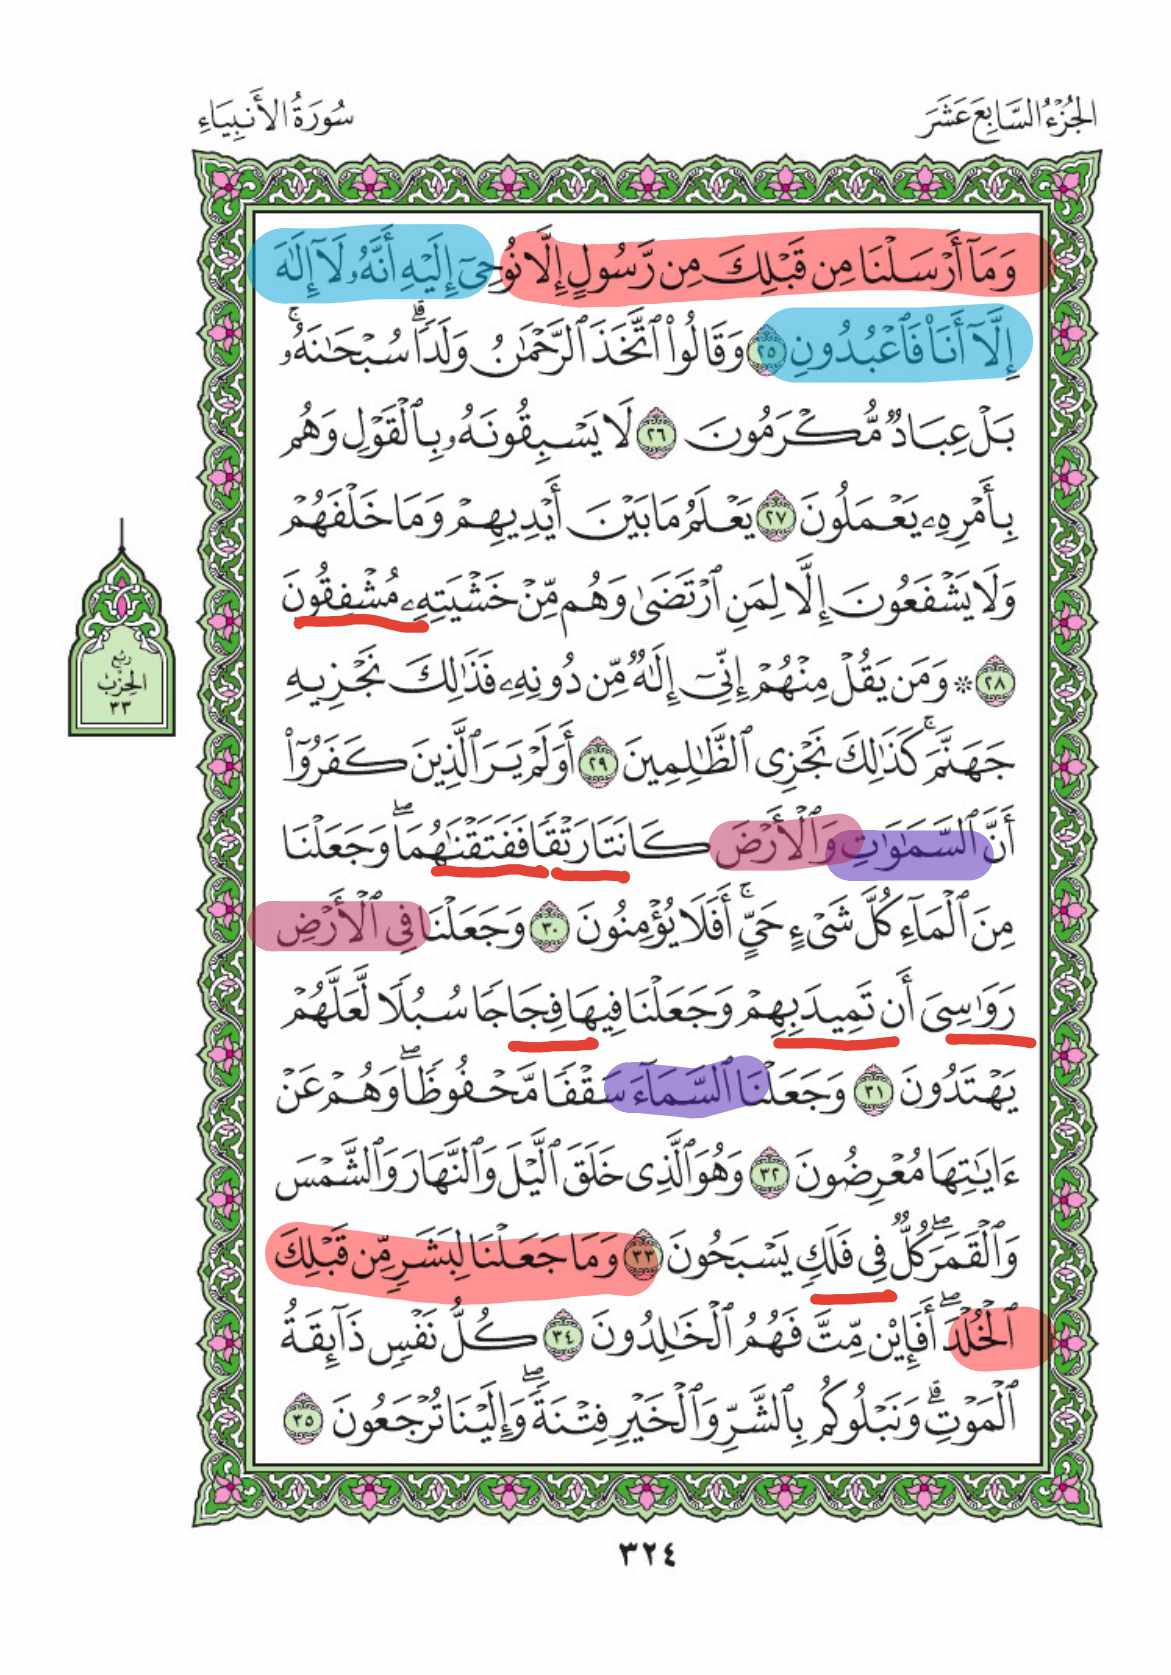 الجُزْءُ السَّابِعَ عَشَرَ
سُورَةُ الأَنبِيَاءِ
وَمَآ أَرْسَلْنَا مِن قَبْلِكَ مِن رَّسُولٍ إِلَّا نُوحِىٓ إِلَيْهِ أَنَّهُۥ لَآ إِلَٰهَ
إِلَّآ أَنَا۠ فَٱعْبُدُونِ ٢٥ وَقَالُوا۟ ٱتَّخَذَ ٱلرَّحْمَٰنُ وَلَدًا ۗ سُبْحَٰنَهُۥ ۚ
بَلْ عِبَادٌ مُّكْرَمُونَ ٢٦ لَا يَسْبِقُونَهُۥ بِٱلْقَوْلِ وَهُم
بِأَمْرِهِۦ يَعْمَلُونَ ٢٧ يَعْلَمُ مَا بَيْنَ أَيْدِيهِمْ وَمَا خَلْفَهُمْ
وَلَا يَشْفَعُونَ إِلَّا لِمَنِ ٱرْتَضَىٰ وَهُم مِّنْ خَشْيَتِهِۦ مُشْفِقُونَ
٢٨ ۞ وَمَن يَقُلْ مِنْهُمْ إِنِّىٓ إِلَٰهٌ مِّن دُونِهِۦ فَذَٰلِكَ نَجْزِيهِ
جَهَنَّمَ ۚ كَذَٰلِكَ نَجْزِى ٱلظَّٰلِمِينَ ٢٩ أَوَلَمْ يَرَ ٱلَّذِينَ كَفَرُوٓا۟
أَنَّ ٱلسَّمَٰوَٰتِ وَٱلْأَرْضَ كَانَتَا رَتْقًا فَفَتَقْنَٰهُمَا ۖ وَجَعَلْنَا
مِنَ ٱلْمَآءِ كُلَّ شَىْءٍ حَىٍّ ۚ أَفَلَا يُؤْمِنُونَ ٣٠ وَجَعَلْنَا فِى ٱلْأَرْضِ
رَوَٰسِىَ أَن تَمِيدَ بِهِمْ وَجَعَلْنَا فِيهَا فِجَاجًا سُبُلًا لَّعَلَّهُمْ
يَهْتَدُونَ ٣١ وَجَعَلْنَا ٱلسَّمَآءَ سَقْفًا مَّحْفُوظًا ۖ وَهُمْ عَنْ
ءَايَٰتِهَا مُعْرِضُونَ ٣٢ وَهُوَ ٱلَّذِى خَلَقَ ٱلَّيْلَ وَٱلنَّهَارَ وَٱلشَّمْسَ
وَٱلْقَمَرَ ۖ كُلٌّ فِى فَلَكٍ يَسْبَحُونَ ٣٣ وَمَا جَعَلْنَا لِبَشَرٍ مِّن قَبْلِكَ
ٱلْخُلْدَ ۖ أَفَإِي۟ن مِّتَّ فَهُمُ ٱلْخَٰلِدُونَ ٣٤ كُلُّ نَفْسٍ ذَآئِقَةُ
ٱلْمَوْتِ ۗ وَنَبْلُوكُم بِٱلشَّرِّ وَٱلْخَيْرِ فِتْنَةً ۖ وَإِلَيْنَا تُرْجَعُونَ ٣٥
رُبْع
الحِزْب
٣٣
٣٢٤